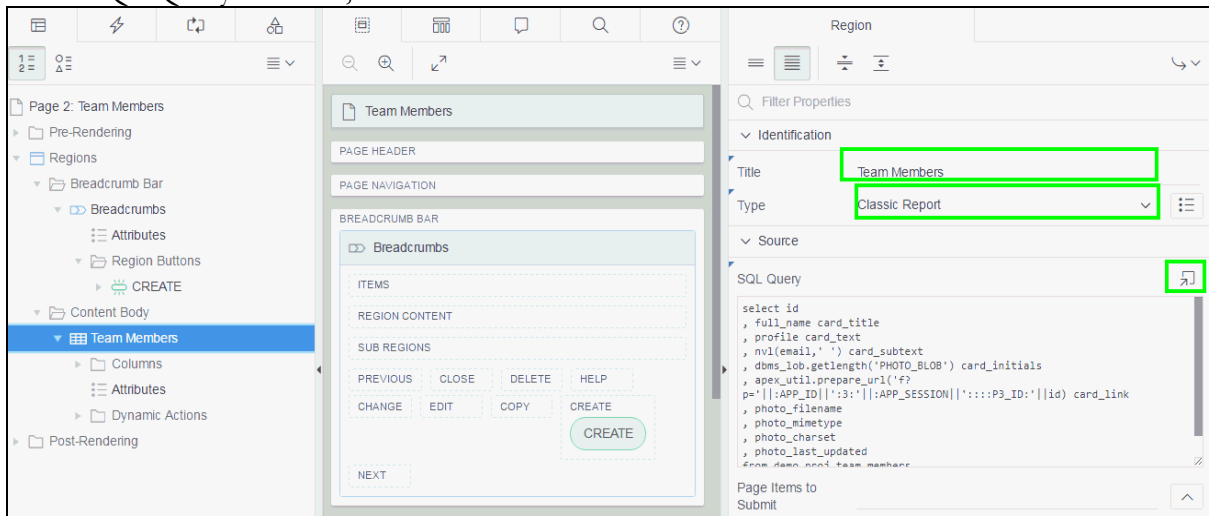 Region
Page 2: Team Members
Pre-Rendering
Regions
Breadcrumb Bar
Breadcrumbs
Attributes
Region Buttons
CREATE
Content Body
Team Members
Columns
Attributes
Dynamic Actions
Post-Rendering
Team Members
PAGE HEADER
PAGE NAVIGATION
BREADCRUMB BAR
Breadcrumbs
ITEMS
REGION CONTENT
SUB REGIONS
PREVIOUS CLOSE DELETE HELP
CHANGE EDIT COPY CREATE
CREATE
NEXT
Filter Properties
Identification
Title Team Members
Type Classic Report
Source
SQL Query
select id
, full_name card_title
, profile card_text
, nvl(email,' ') card_subtext
, dbms_lob.getlength('PHOTO_BLOB') card_initials
, apex_util.prepare_url('f?
p='||:APP_ID||':3:'||:APP_SESSION||'::::P3_ID:'||id) card_link
, photo_filename
, photo_mimetype
, photo_charset
, photo_last_updated
from demo_proj_team_members
Page Items to
Submit